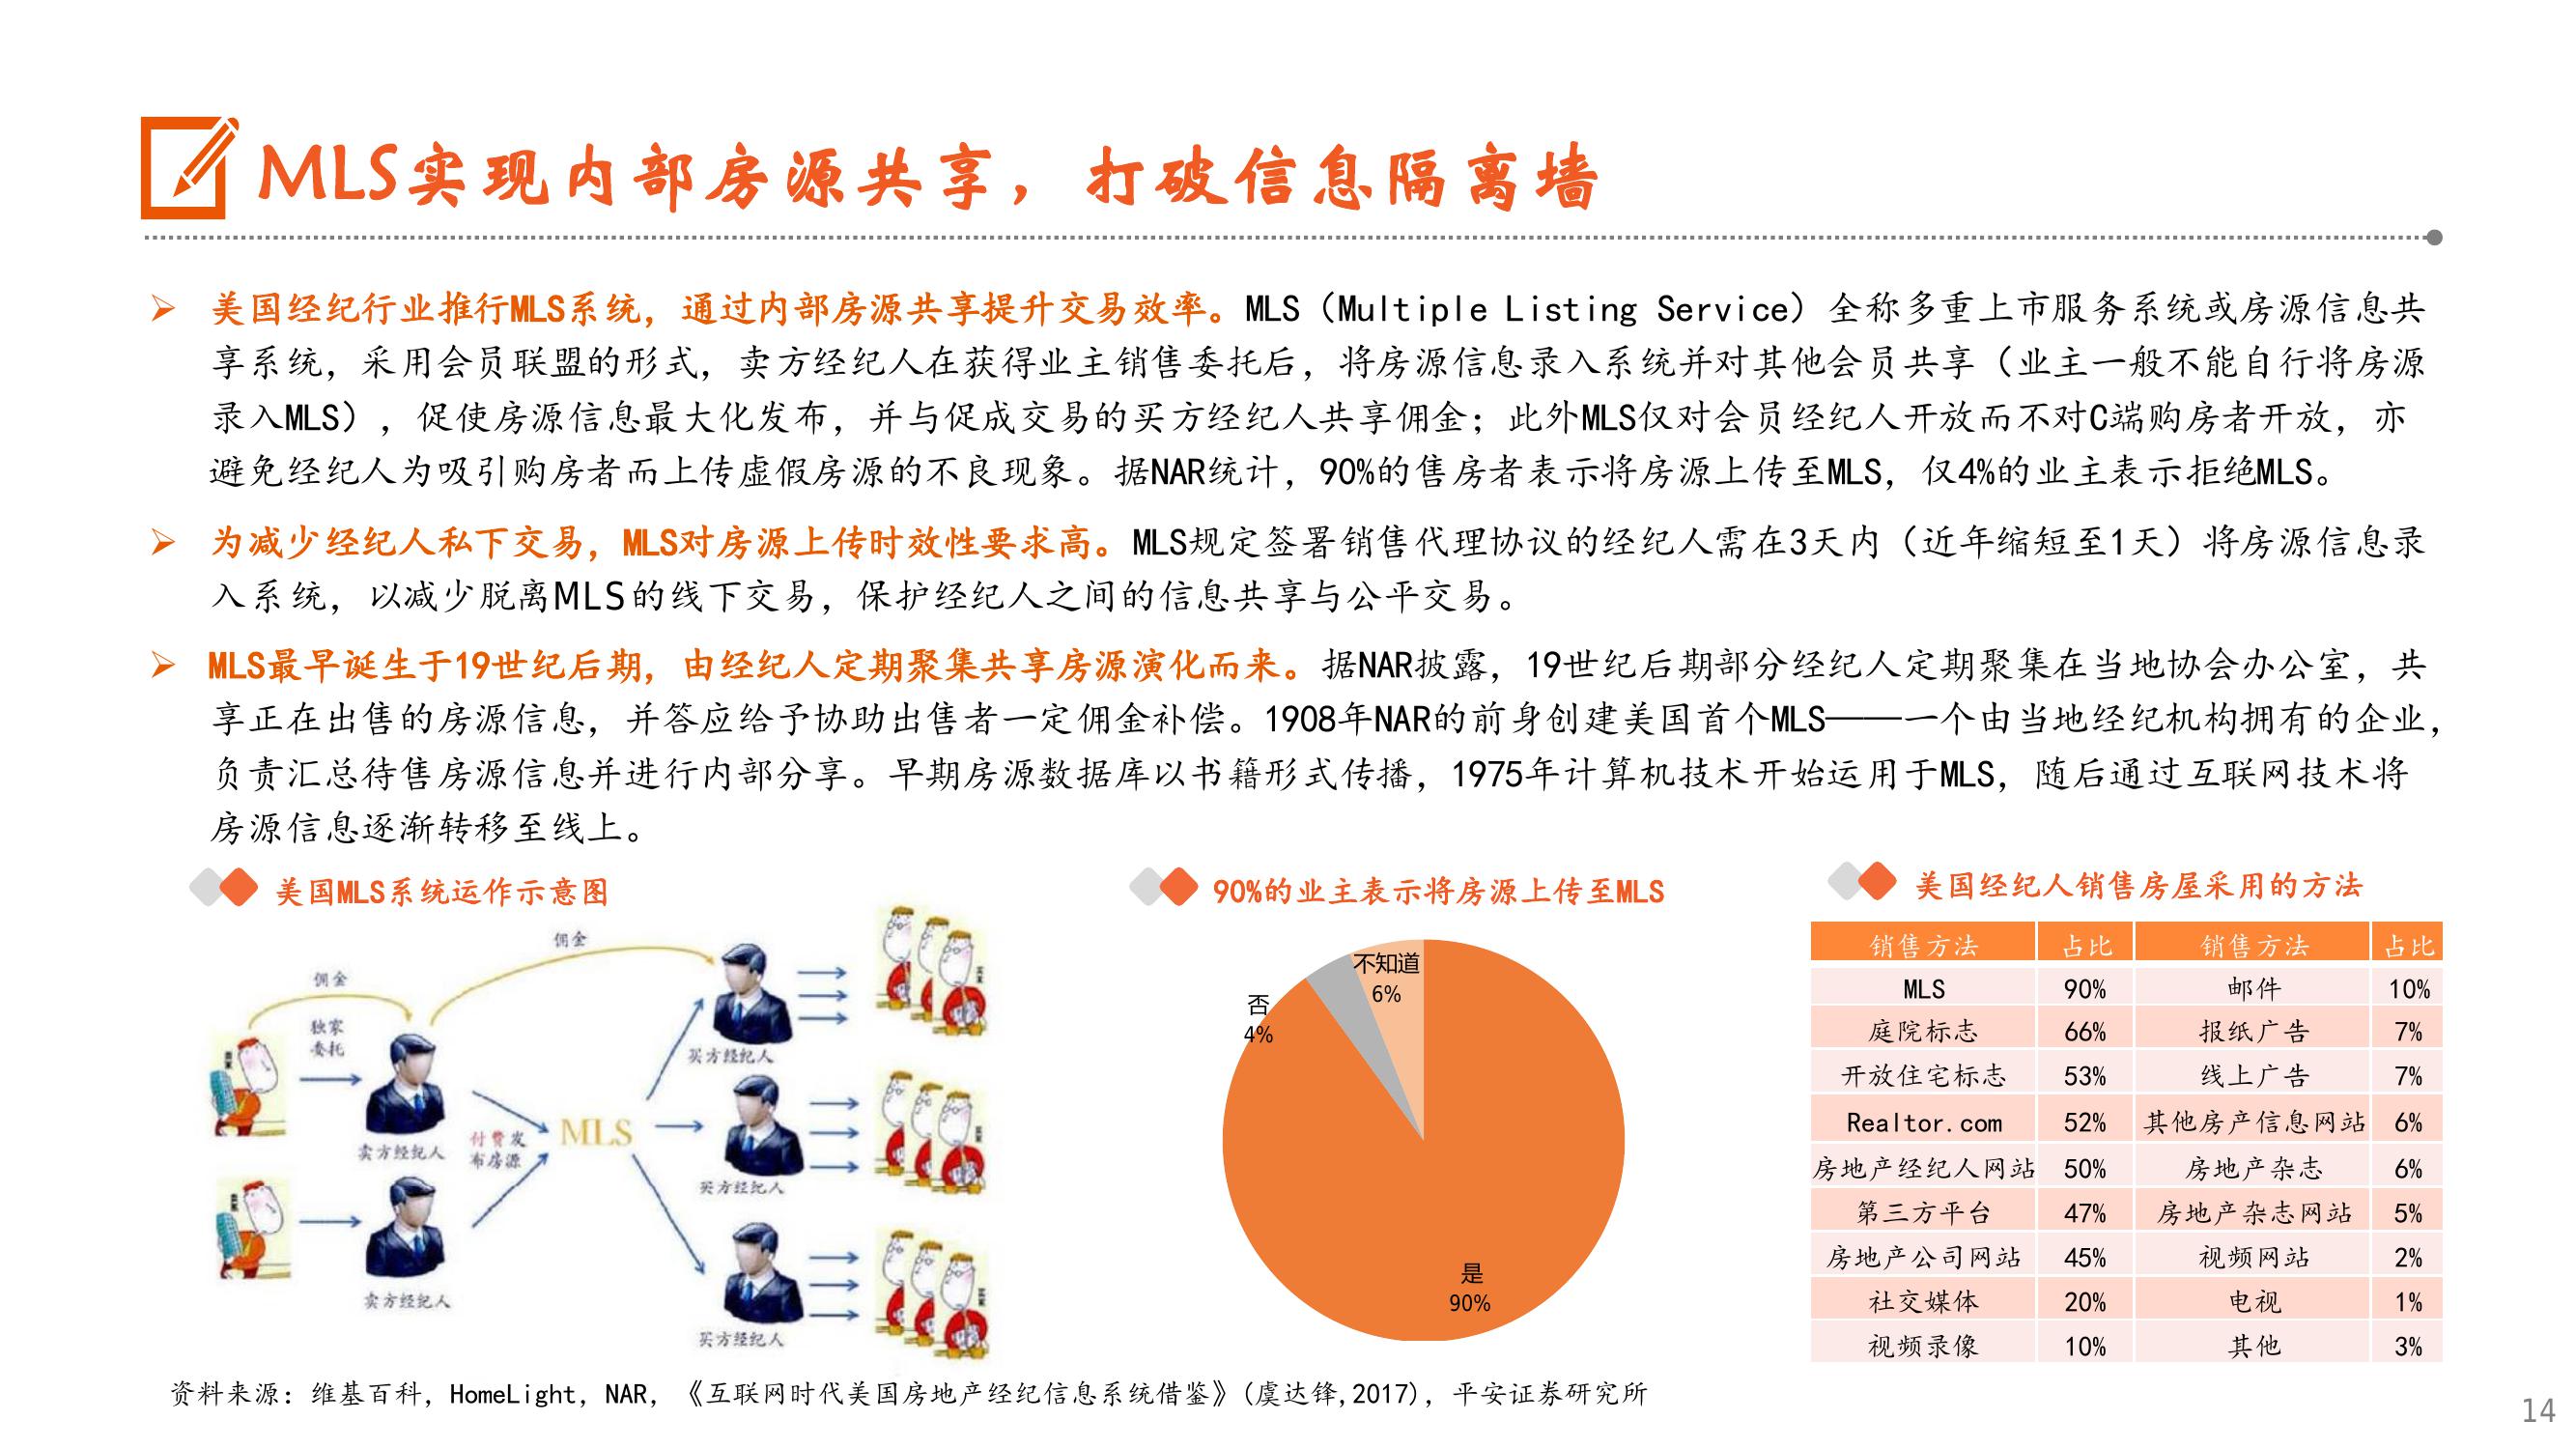 MLS实现内部房源共享，打破信息隔离墙
美国经纪行业推行MLS系统，通过内部房源共享提升交易效率。MLS（Multiple Listing Service）全称多重上市服务系统或房源信息共
享系统，采用会员联盟的形式，卖方经纪人在获得业主销售委托后，将房源信息录入系统并对其他会员共享（业主一般不能自行将房源
录入MLS），促使房源信息最大化发布，并与促成交易的买方经纪人共享佣金；此外MLS仅对会员经纪人开放而不对C端购房者开放，亦
避免经纪人为吸引购房者而上传虚假房源的不良现象。据NAR统计，90%的售房者表示将房源上传至MLS，仅4%的业主表示拒绝MLS。
为减少经纪人私下交易，MLS对房源上传时效性要求高。MLS规定签署销售代理协议的经纪人需在3天内（近年缩短至1天）将房源信息录
入系统，以减少脱离MLS的线下交易，保护经纪人之间的信息共享与公平交易。
MLS最早诞生于19世纪后期，由经纪人定期聚集共享房源演化而来。据NAR披露，19世纪后期部分经纪人定期聚集在当地协会办公室，共
享正在出售的房源信息，并答应给予协助出售者一定佣金补偿。1908年NAR的前身创建美国首个MLS——一个由当地经纪机构拥有的企业，
负责汇总待售房源信息并进行内部分享。早期房源数据库以书籍形式传播，1975年计算机技术开始运用于MLS，随后通过互联网技术将
房源信息逐渐转移至线上。
美国MLS系统运作示意图
佣金
佣金
独家
委托
卖方经纪人
卖方经纪人
付费发
布房源
MLS
买方经纪人
买方经纪人
买方经纪人
90%的业主表示将房源上传至MLS
不知道
6%
否
4%
是
90%
美国经纪人销售房屋采用的方法
销售方法 占比 销售方法 占比
MLS 90% 邮件 10%
庭院标志 66% 报纸广告 7%
开放住宅标志 53% 线上广告 7%
Realtor.com 52% 其他房产信息网站 6%
房地产经纪人网站 50% 房地产杂志 6%
第三方平台 47% 房地产杂志网站 5%
房地产公司网站 45% 视频网站 2%
社交媒体 20% 电视 1%
视频录像 10% 其他 3%
资料来源：维基百科，HomeLight，NAR，《互联网时代美国房地产经纪信息系统借鉴》(虞达锋,2017)，平安证券研究所
14